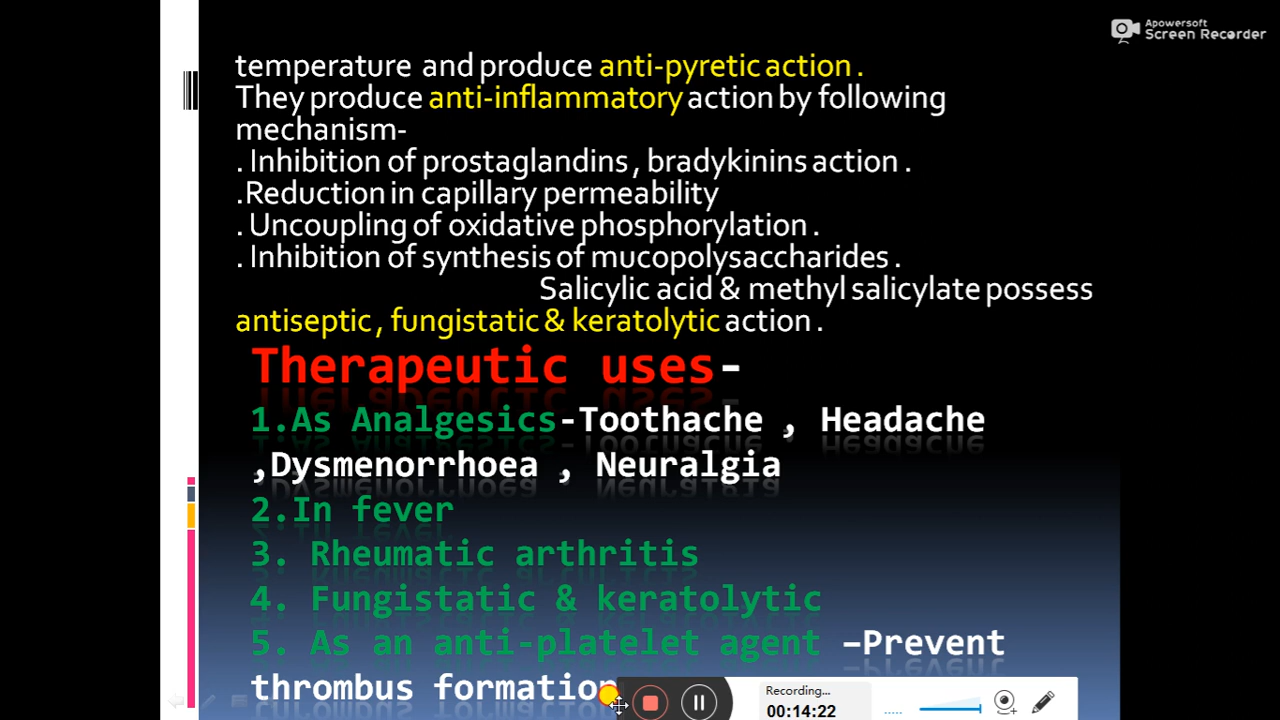 Apowersoft
Screen Recorder
temperature and produce anti-pyretic action .
They produce anti-inflammatory action by following
mechanism-
. Inhibition of prostaglandins , bradykinins action .
.Reduction in capillary permeability
. Uncoupling of oxidative phosphorylation .
. Inhibition of synthesis of mucopolysaccharides .
Salicylic acid & methyl salicylate possess
antiseptic , fungistatic & keratolytic action .
Therapeutic uses-
1.As Analgesics-Toothache , Headache
,Dysmenorrhoea , Neuralgia
2.In fever
3. Rheumatic arthritis
4. Fungistatic & keratolytic
5. As an anti-platelet agent –Prevent
thrombus formation
Recording...
00:14:22